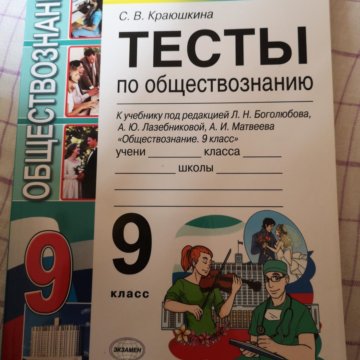 С. В. Краюшкина
ТЕСТЫ
по обществознанию
К учебнику под редакцией Л. Н. Боголюбова,
А. Ю. Лазебниковой, А. И. Матвеева
«Обществознание. 9 класс»
учени класса
школы
9
класс
ЭКЗАМЕН
ОБЩЕСТВОЗНАН
9